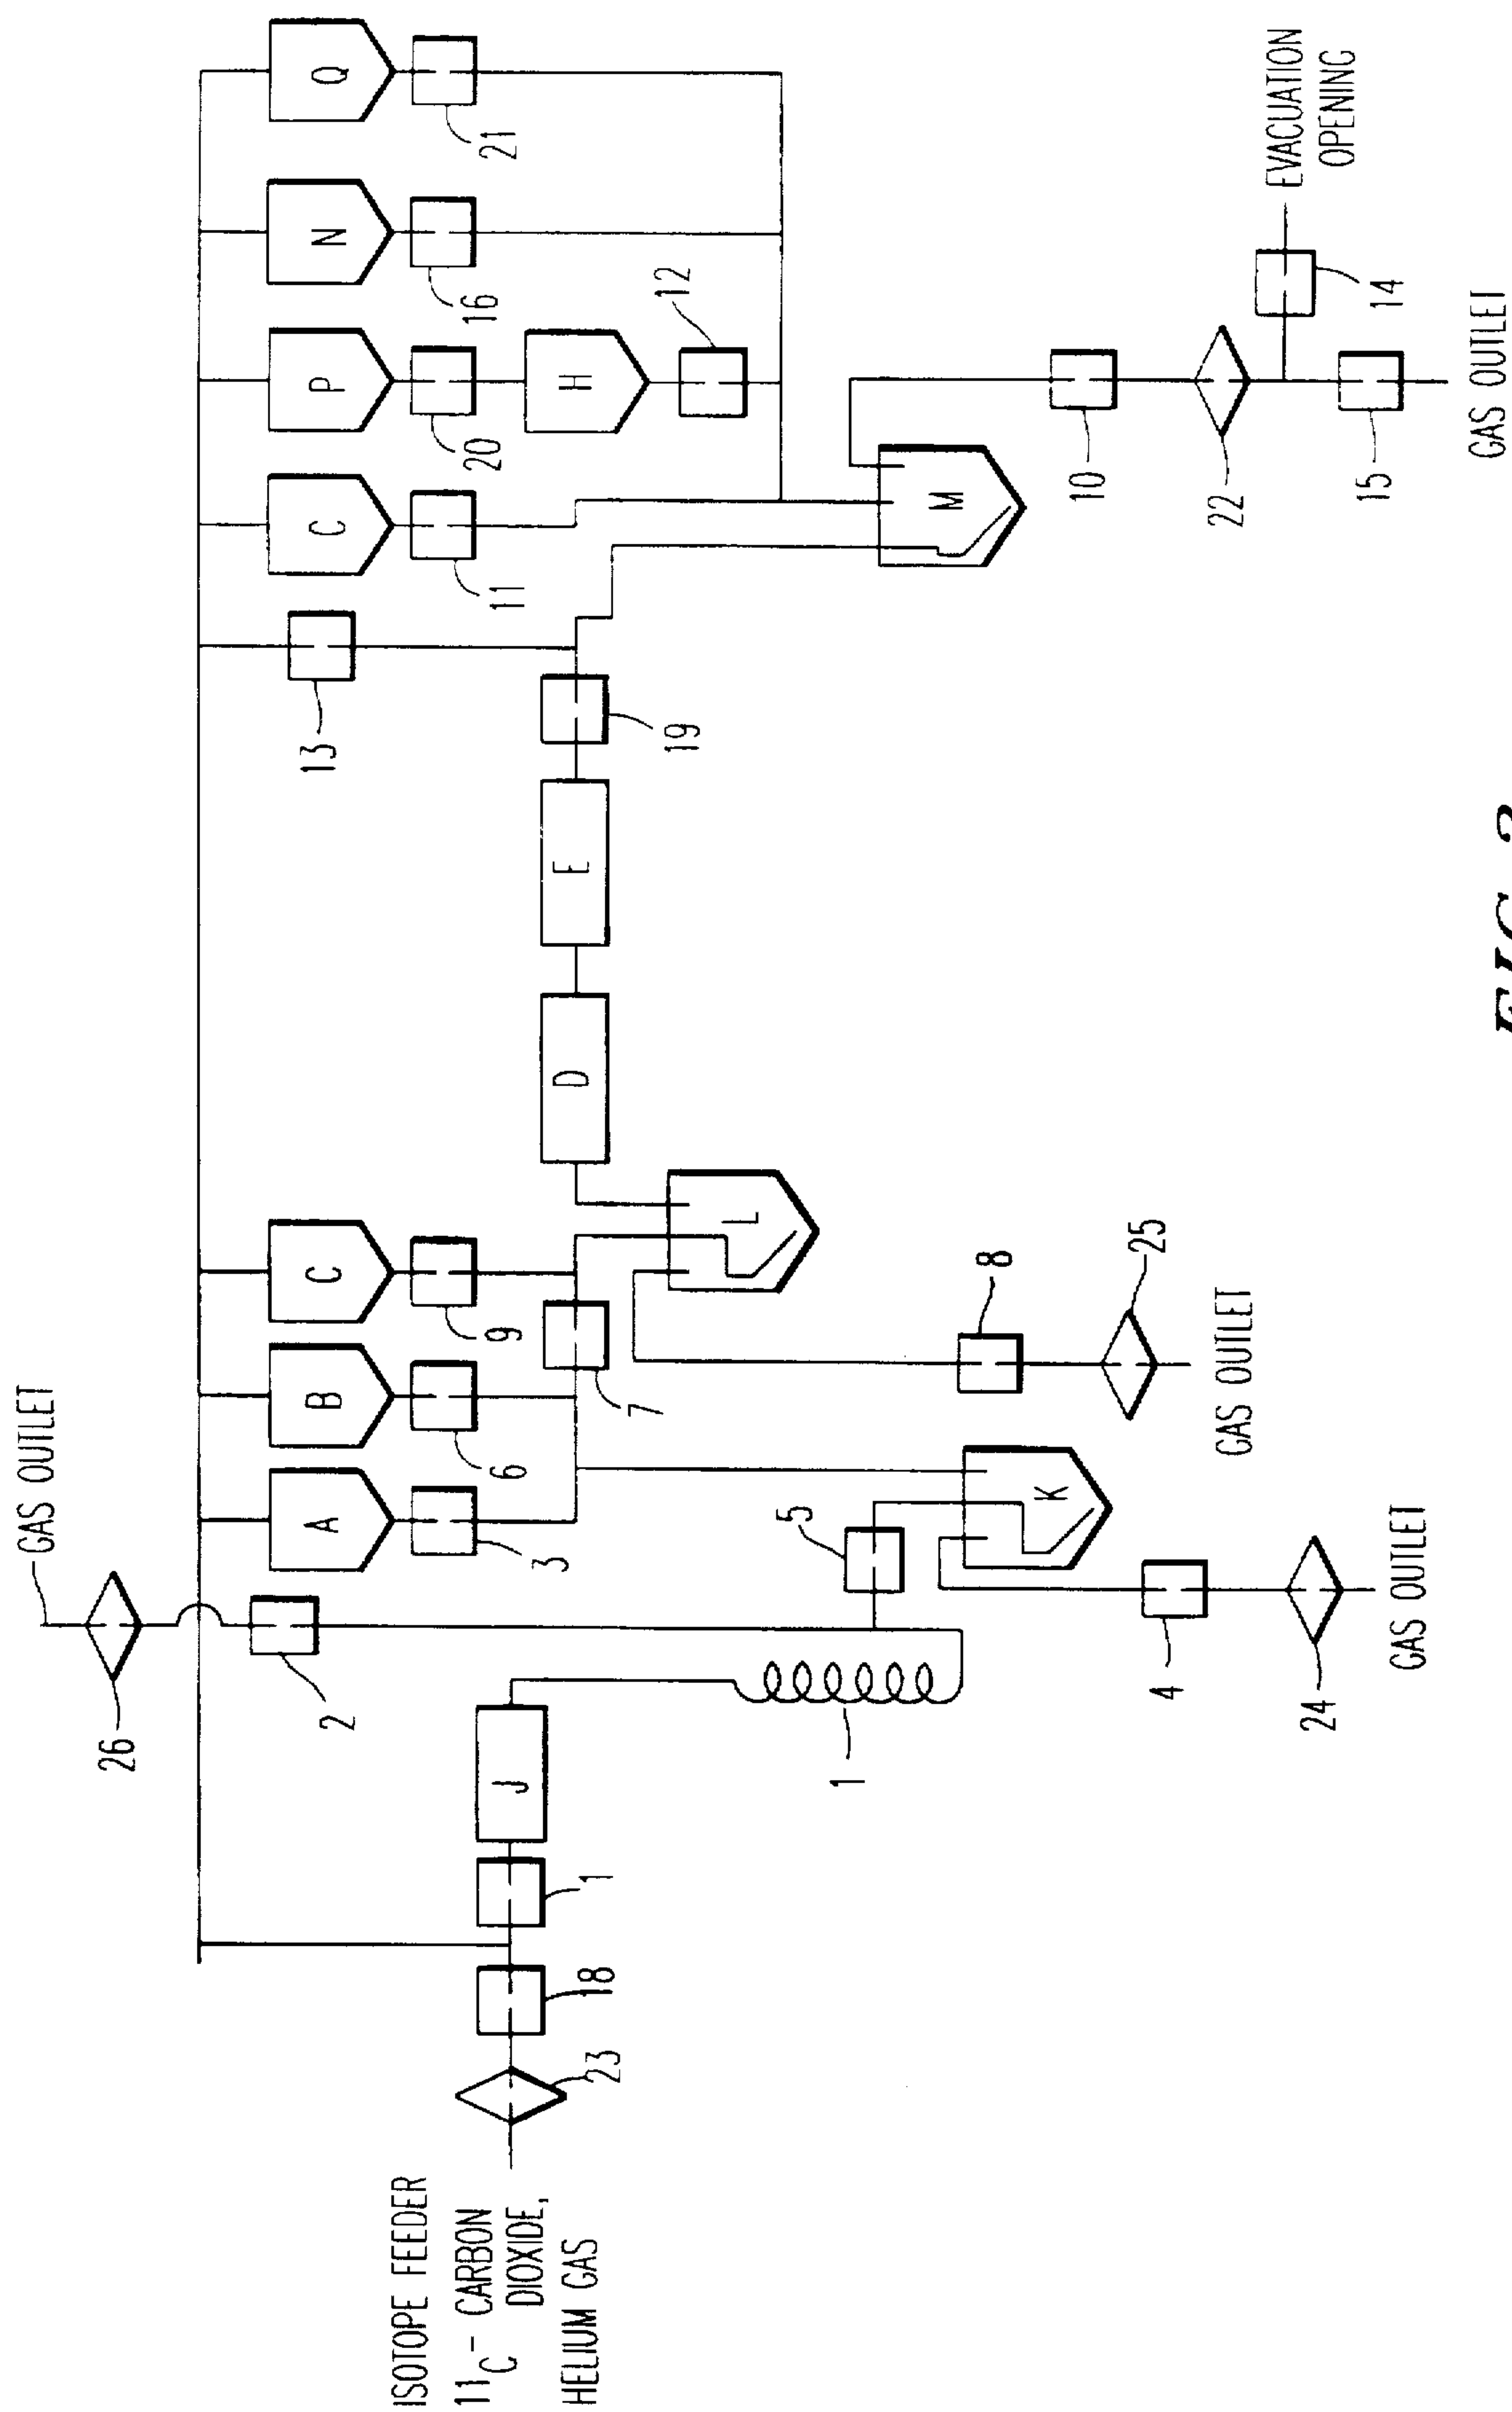 GAS OUTLET
26
2
A
B
C
3
6
9
7
13
C
P
N
Q
11
20
16
21
H
12
ISOTOPE FEEDER
11C- CARBON
DIOXIDE,
HELIUM GAS
23
18
1
J
1
5
K
4
24
GAS OUTLET
L
8
25
GAS OUTLET
D
E
19
M
10
22
15
14
EVACUATION
OPENING
GAS OUTLET